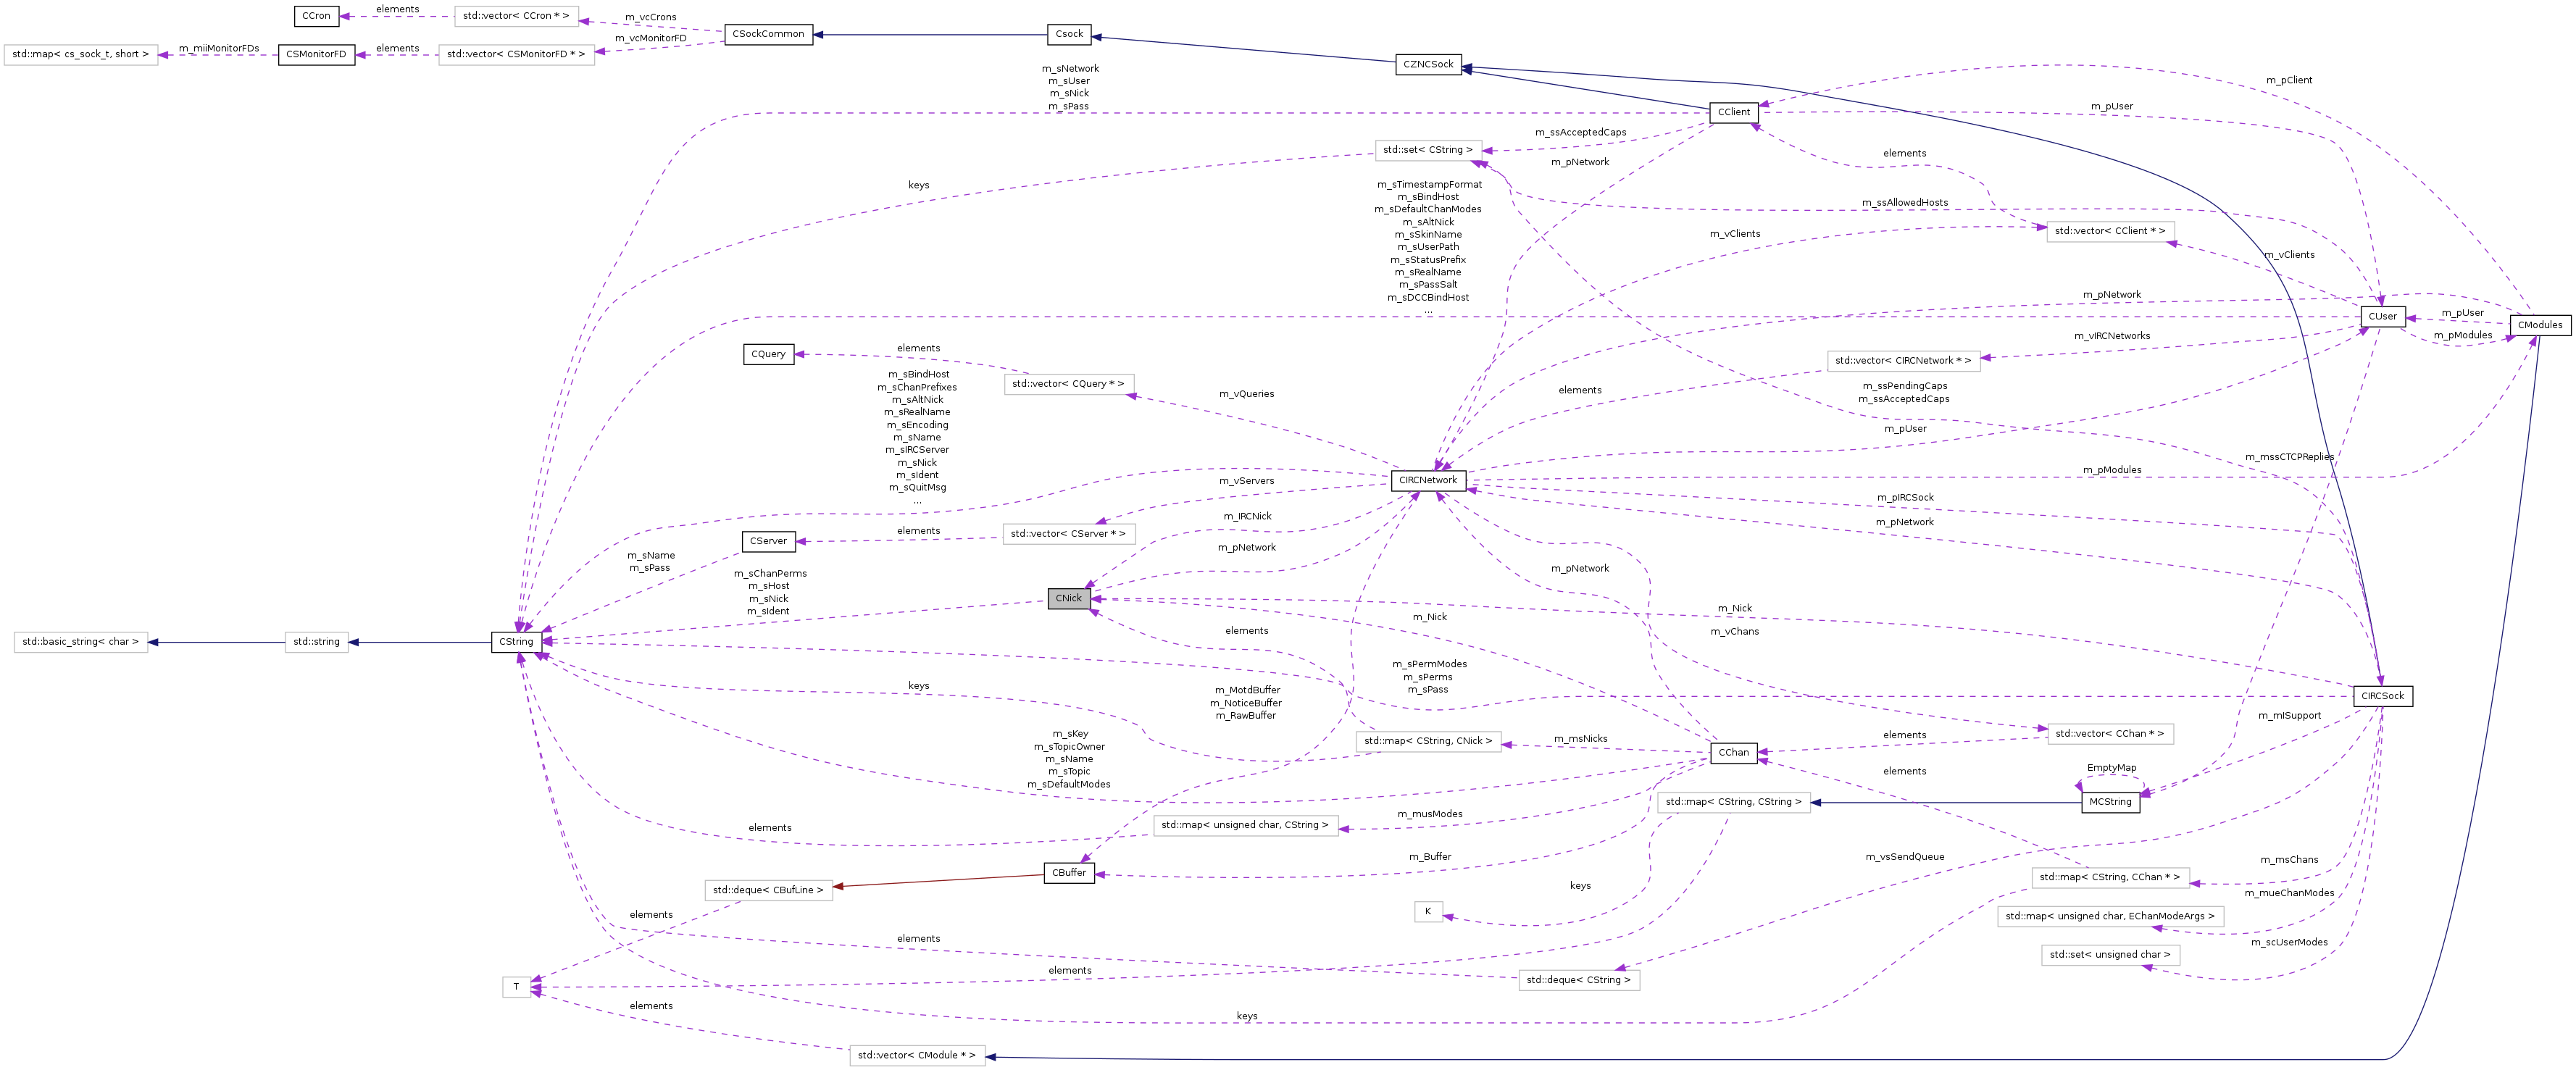 CCron
elements
std::vector< CCron * >
m_vcCrons
CSockCommon
Csock
std::map< cs_sock_t, short >
m_miiMonitorFDs
CSMonitorFD
elements
std::vector< CSMonitorFD * >
m_vcMonitorFD
CZNCSock
m_sNetwork
m_sUser
m_sNick
m_sPass
CClient
m_pClient
m_pUser
m_ssAcceptedCaps
std::set< CString >
m_pNetwork
elements
keys
m_sTimestampFormat
m_sBindHost
m_sDefaultChanModes
m_sAltNick
m_sSkinName
m_sUserPath
m_sStatusPrefix
m_sRealName
m_sPassSalt
m_sDCCBindHost
...
m_ssAllowedHosts
m_vClients
std::vector< CClient * >
m_vClients
m_pNetwork
CUser
m_pUser
m_pModules
CModules
m_vIRCNetworks
std::vector< CIRCNetwork * >
elements
CQuery
elements
std::vector< CQuery * >
m_vQueries
m_sBindHost
m_sChanPrefixes
m_sAltNick
m_sRealName
m_sEncoding
m_sName
m_sIRCServer
m_sNick
m_sIdent
m_sQuitMsg
...
m_ssPendingCaps
m_ssAcceptedCaps
m_pUser
m_mssCTCPReplies
m_pModules
CIRCNetwork
m_vServers
m_pIRCSock
m_pNetwork
m_IRCNick
std::vector< CServer * >
elements
CServer
m_sName
m_sPass
m_pNetwork
m_pNetwork
m_sChanPerms
m_sHost
m_sNick
m_sIdent
CNick
m_Nick
m_Nick
m_vChans
elements
std::basic_string< char >
std::string
CString
m_sPermModes
m_sPerms
m_sPass
keys
m_MotdBuffer
m_NoticeBuffer
m_RawBuffer
CIRCSock
m_mISupport
m_sKey
m_sTopicOwner
m_sName
m_sTopic
m_sDefaultModes
std::map< CString, CNick >
m_msNicks
CChan
elements
std::vector< CChan * >
elements
EmptyMap
MCString
std::map< CString, CString >
m_musModes
std::map< unsigned char, CString >
elements
m_Buffer
m_vsSendQueue
m_msChans
CBuffer
std::deque< CBufLine >
keys
K
std::map< CString, CChan * >
m_mueChanModes
std::map< unsigned char, EChanModeArgs >
elements
elements
m_scUserModes
std::set< unsigned char >
elements
T
std::deque< CString >
elements
keys
std::vector< CModule * >